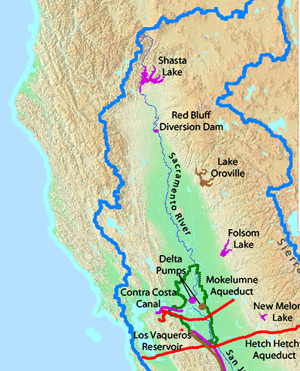 Shasta
Lake
Red Bluff
Diversion Dam
Sacramento River
Lake
Oroville
Folsom
Lake
Delta
Pumps
Mokelumne
Aqueduct
Contra Costa
Canal
New Melon
Lake
Los Vaqueros
Reservoir
Hetch Hetch
Aqueduct
San J
Sierr